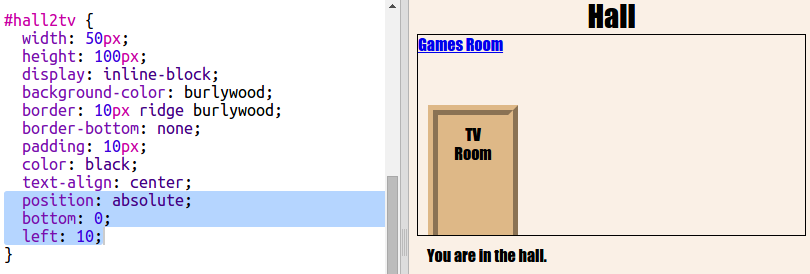 #hall2tv {
width: 50px;
height: 100px;
display: inline-block;
background-color: burlywood;
border: 10px ridge burlywood;
border-bottom: none;
padding: 10px;
color: black;
text-align: center;
position: absolute;
bottom: 0;
left: 10;
}
Hall
Games Room
TV
Room
You are in the hall.